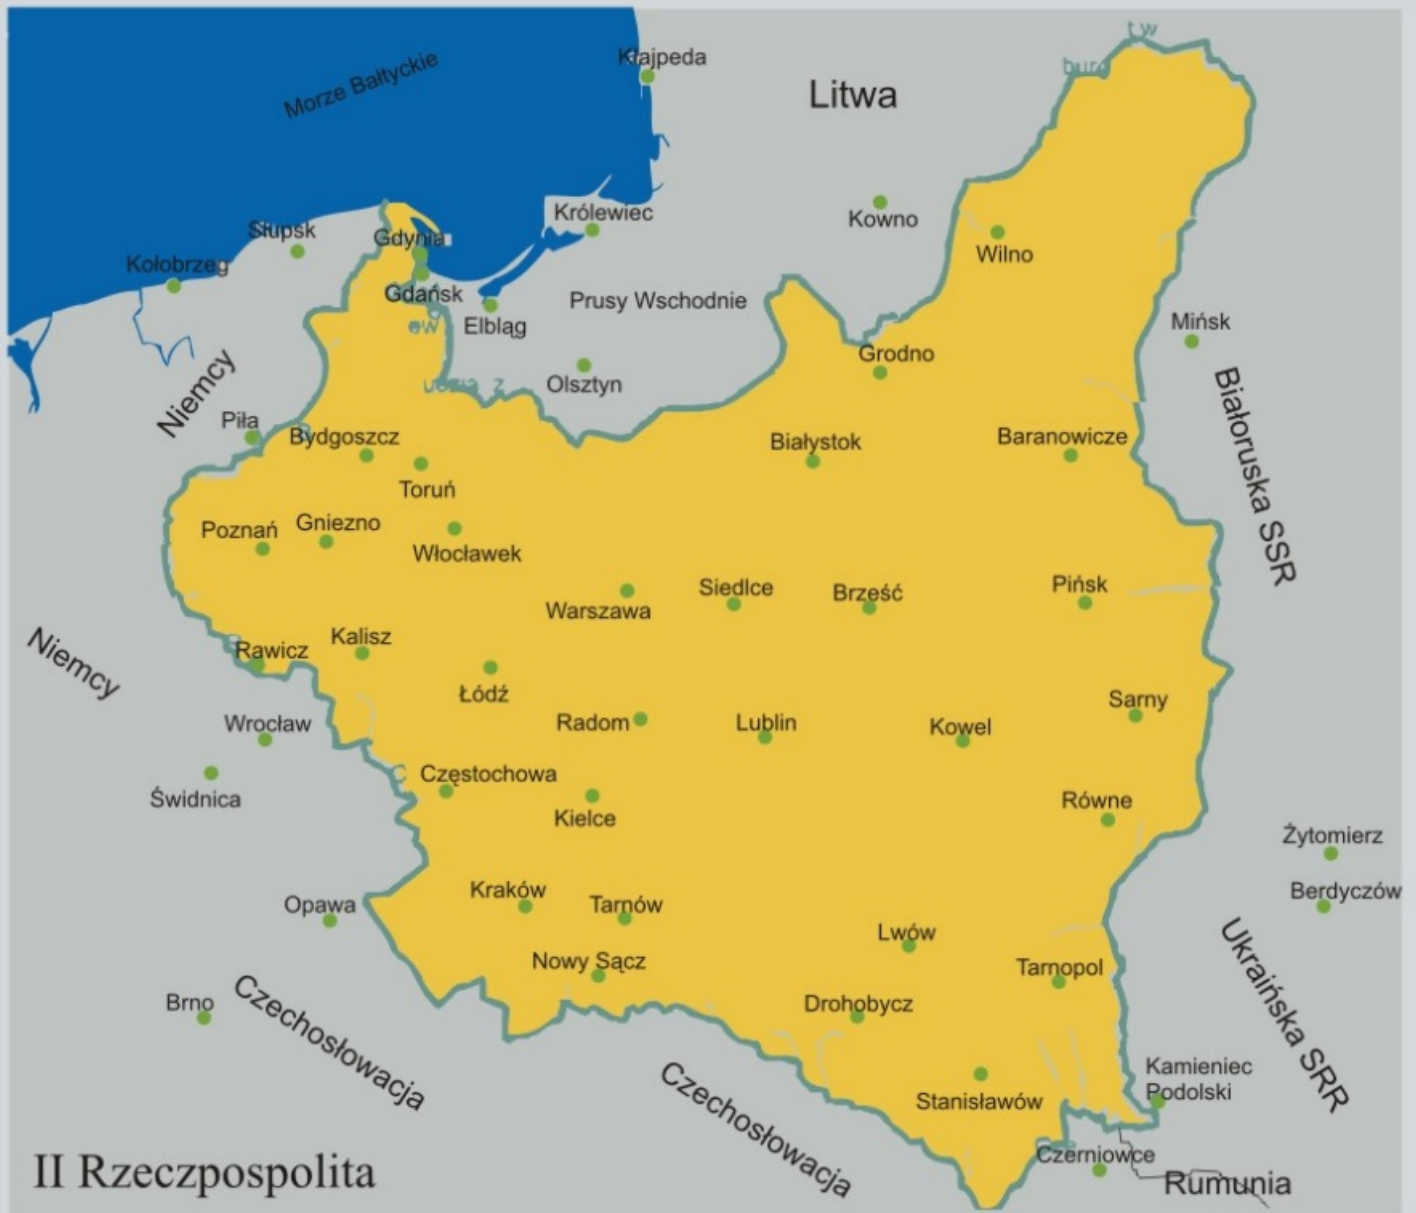 Morze Bałtyckie
Kłajpeda
Litwa
Kowno
Wilno
Królewiec
Słupsk
Gdynia
Kołobrzeg
Gdańsk
Elbląg
Prusy Wschodnie
Olsztyn
Mińsk
Grodno
Niemcy
Piła
Bydgoszcz
Toruń
Białystok
Baranowicze
Białoruska SSR
Poznań
Gniezno
Włocławek
Warszawa
Siedlce
Brześć
Pińsk
Niemcy
Rawicz
Kalisz
Łódź
Wrocław
Radom
Lublin
Kowel
Sarny
Świdnica
Częstochowa
Kielce
Równe
Żytomierz
Berdyczów
Opawa
Kraków
Tarnów
Lwów
Nowy Sącz
Tarnopol
Ukraińska SRR
Brno
Czechosłowacja
Drohobycz
Czechosłowacja
Stanisławów
Kamieniec
Podolski
Czerniowce
Rumunia
II Rzeczpospolita